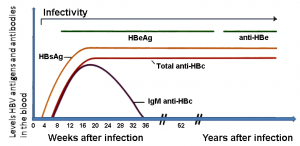 Infectivity
HBeAg
anti-HBe
HBsAg
Total anti-HBc
IgM anti-HBc
Levels HBV antigens and antibodies
in the blood
0 4 8 12 16 20 24 28 32 36 52
Weeks after infection
Years after infection